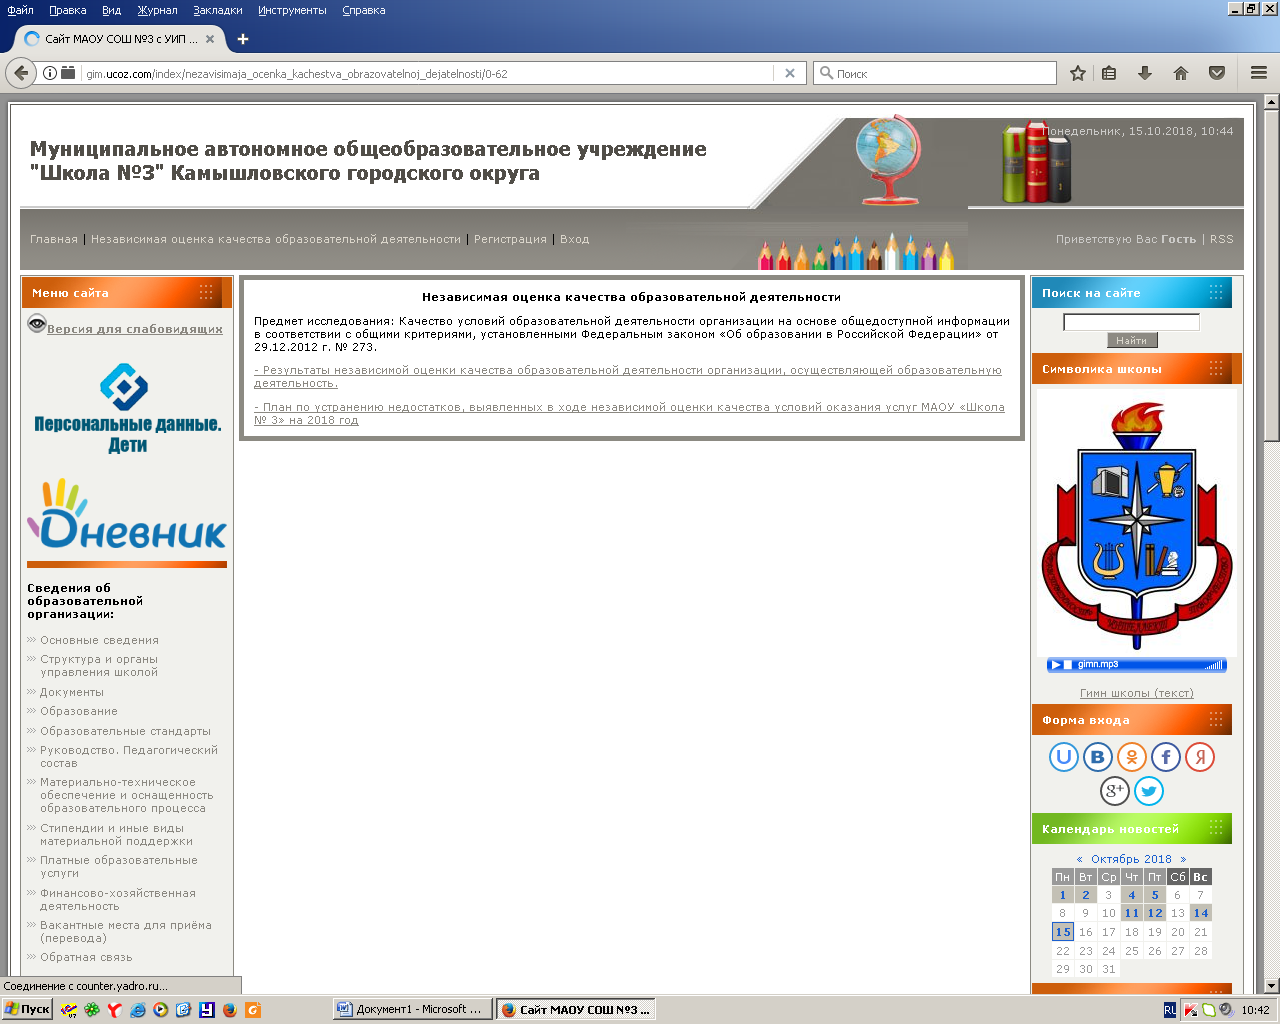 Файл Правка Вид Журнал Закладки Инструменты Справка
Сайт МАОУ СОШ №3 с УИП ...
gim.ucoz.com/index/nezavisimaja_ocenka_kachestva_obrazovatelnoj_dejatelnosti/0-62
Поиск
Понедельник, 15.10.2018, 10:44
Муниципальное автономное общеобразовательное учреждение
"Школа №3" Камышловского городского округа
Главная | Независимая оценка качества образовательной деятельности | Регистрация | Вход
Приветствую Вас Гость | RSS
Меню сайта
Версия для слабовидящих
Персональные данные.
Дети
Дневник
Сведения об
образовательной
организации:
Основные сведения
Структура и органы
управления школой
Документы
Образование
Образовательные стандарты
Руководство. Педагогический
состав
Материально-техническое
обеспечение и оснащенность
образовательного процесса
Стипендии и иные виды
материальной поддержки
Платные образовательные
услуги
Финансово-хозяйственная
деятельность
Вакантные места для приёма
(перевода)
Обратная связь
Независимая оценка качества образовательной деятельности
Предмет исследования: Качество условий образовательной деятельности организации на основе общедоступной информации
в соответствии с общими критериями, установленными Федеральным законом «Об образовании в Российской Федерации» от
29.12.2012 г. № 273.
- Результаты независимой оценки качества образовательной деятельности организации, осуществляющей образовательную
деятельность.
- План по устранению недостатков, выявленных в ходе независимой оценки качества условий оказания услуг МАОУ «Школа
№ 3» на 2018 год
Поиск на сайте
Найти
Символика школы
gimn.mp3
Гимн школы (текст)
Форма входа
Календарь новостей
« Октябрь 2018 »
Пн Вт Ср Чт Пт Сб Вс
1 2 3 4 5 6 7
8 9 10 11 12 13 14
15 16 17 18 19 20 21
22 23 24 25 26 27 28
29 30 31
Соединение с counter.yadro.ru...
Пуск
Документ1 - Microsoft ...
Сайт МАОУ СОШ №3 ...
RU
10:42